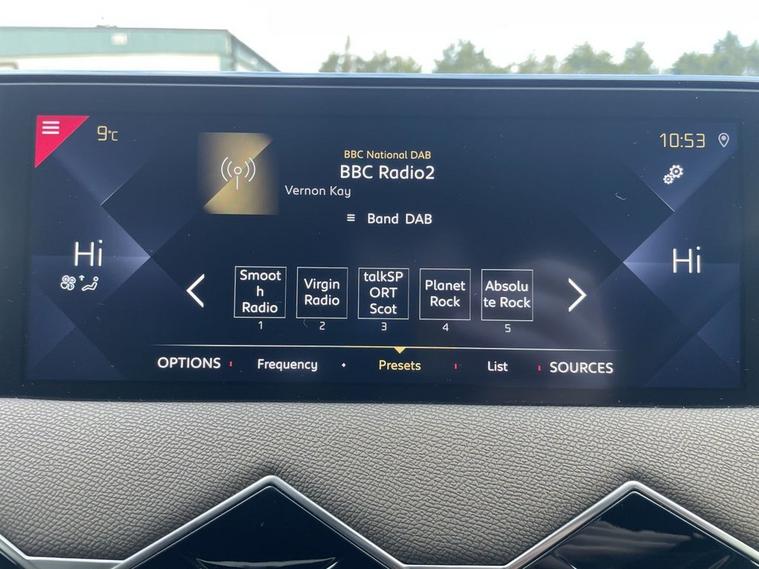 9°C
10:53
BBC National DAB
BBC Radio2
Vernon Kay
Band DAB
Hi
Hi
Smoot
h
Radio
1
Virgin
Radio
2
talkSP
ORT
Scot
3
Planet
Rock
4
Absolu
te Rock
5
OPTIONS
Frequency
Presets
List
SOURCES